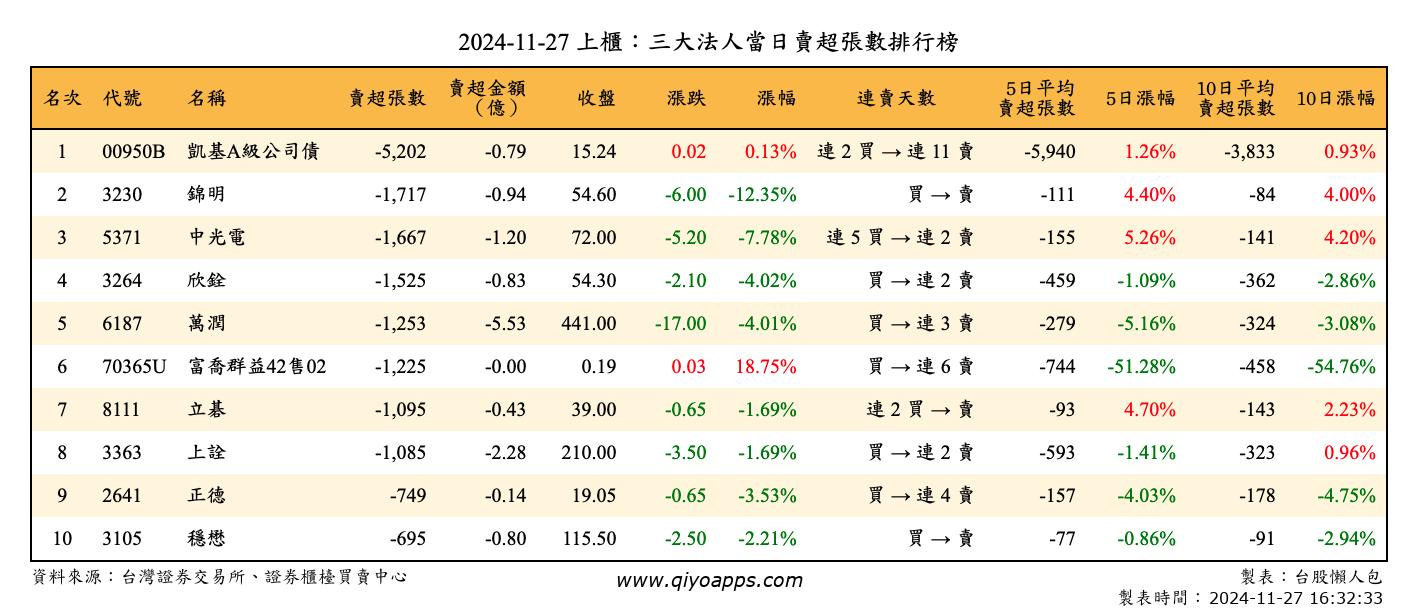 2024-11-27 上櫃：三大法人當日賣超張數排行榜
名次 代號 名稱 賣超張數 賣超金額（億） 收盤 漲跌 漲幅 連賣天數 5日平均賣超張數 5日漲幅 10日平均賣超張數 10日漲幅
1 00950B 凱基A級公司債 -5,202 -0.79 15.24 0.02 0.13% 連 2 買 → 連 11 賣 -5,940 1.26% -3,833 0.93%
2 3230 錦明 -1,717 -0.94 54.60 -6.00 -12.35% 買 → 賣 -111 4.40% -84 4.00%
3 5371 中光電 -1,667 -1.20 72.00 -5.20 -7.78% 連 5 買 → 連 2 賣 -155 5.26% -141 4.20%
4 3264 欣銓 -1,525 -0.83 54.30 -2.10 -4.02% 買 → 連 2 賣 -459 -1.09% -362 -2.86%
5 6187 萬潤 -1,253 -5.53 441.00 -17.00 -4.01% 買 → 連 3 賣 -279 -5.16% -324 -3.08%
6 70365U 富喬群益42售02 -1,225 -0.00 0.19 0.03 18.75% 買 → 連 6 賣 -744 -51.28% -458 -54.76%
7 8111 立碁 -1,095 -0.43 39.00 -0.65 -1.69% 連 2 買 → 賣 -93 4.70% -143 2.23%
8 3363 上詮 -1,085 -2.28 210.00 -3.50 -1.69% 買 → 連 2 賣 -593 -1.41% -323 0.96%
9 2641 正德 -749 -0.14 19.05 -0.65 -3.53% 買 → 連 4 賣 -157 -4.03% -178 -4.75%
10 3105 穩懋 -695 -0.80 115.50 -2.50 -2.21% 買 → 賣 -77 -0.86% -91 -2.94%
資料來源：台灣證券交易所、證券櫃檯買賣中心 www.qiyoapps.com 製表：台股懶人包
製表時間：2024-11-27 16:32:33